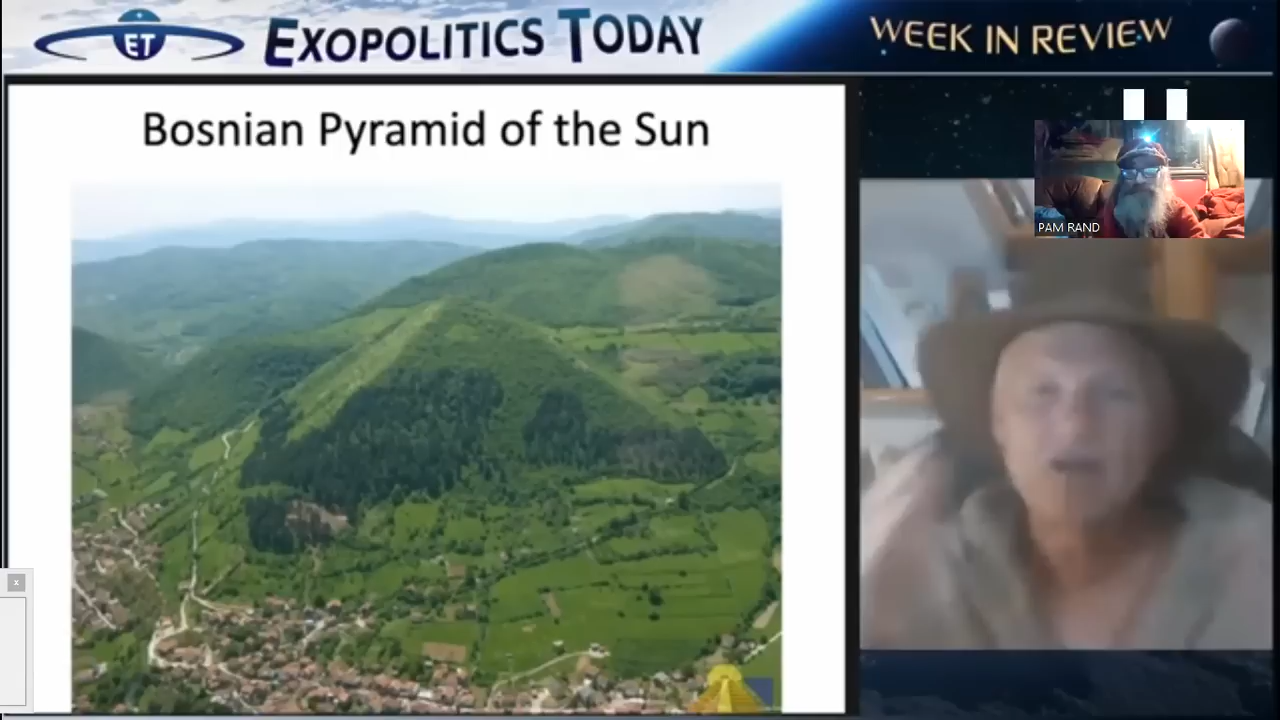 ET
EXOPOLITICS TODAY
WEEK IN REVIEW
Bosnian Pyramid of the Sun
PAM RAND
x